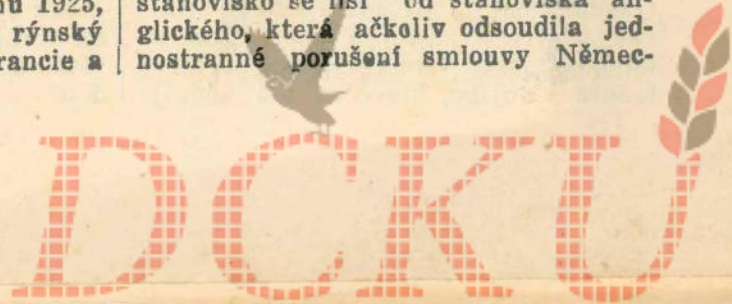 ou 1925,
rýnský
rancie a
stanovisko se liší od stanoviska an-
glického, která ačkoliv odsoudila jed-
nostranné porušení smlouvy Němec-
DCKU